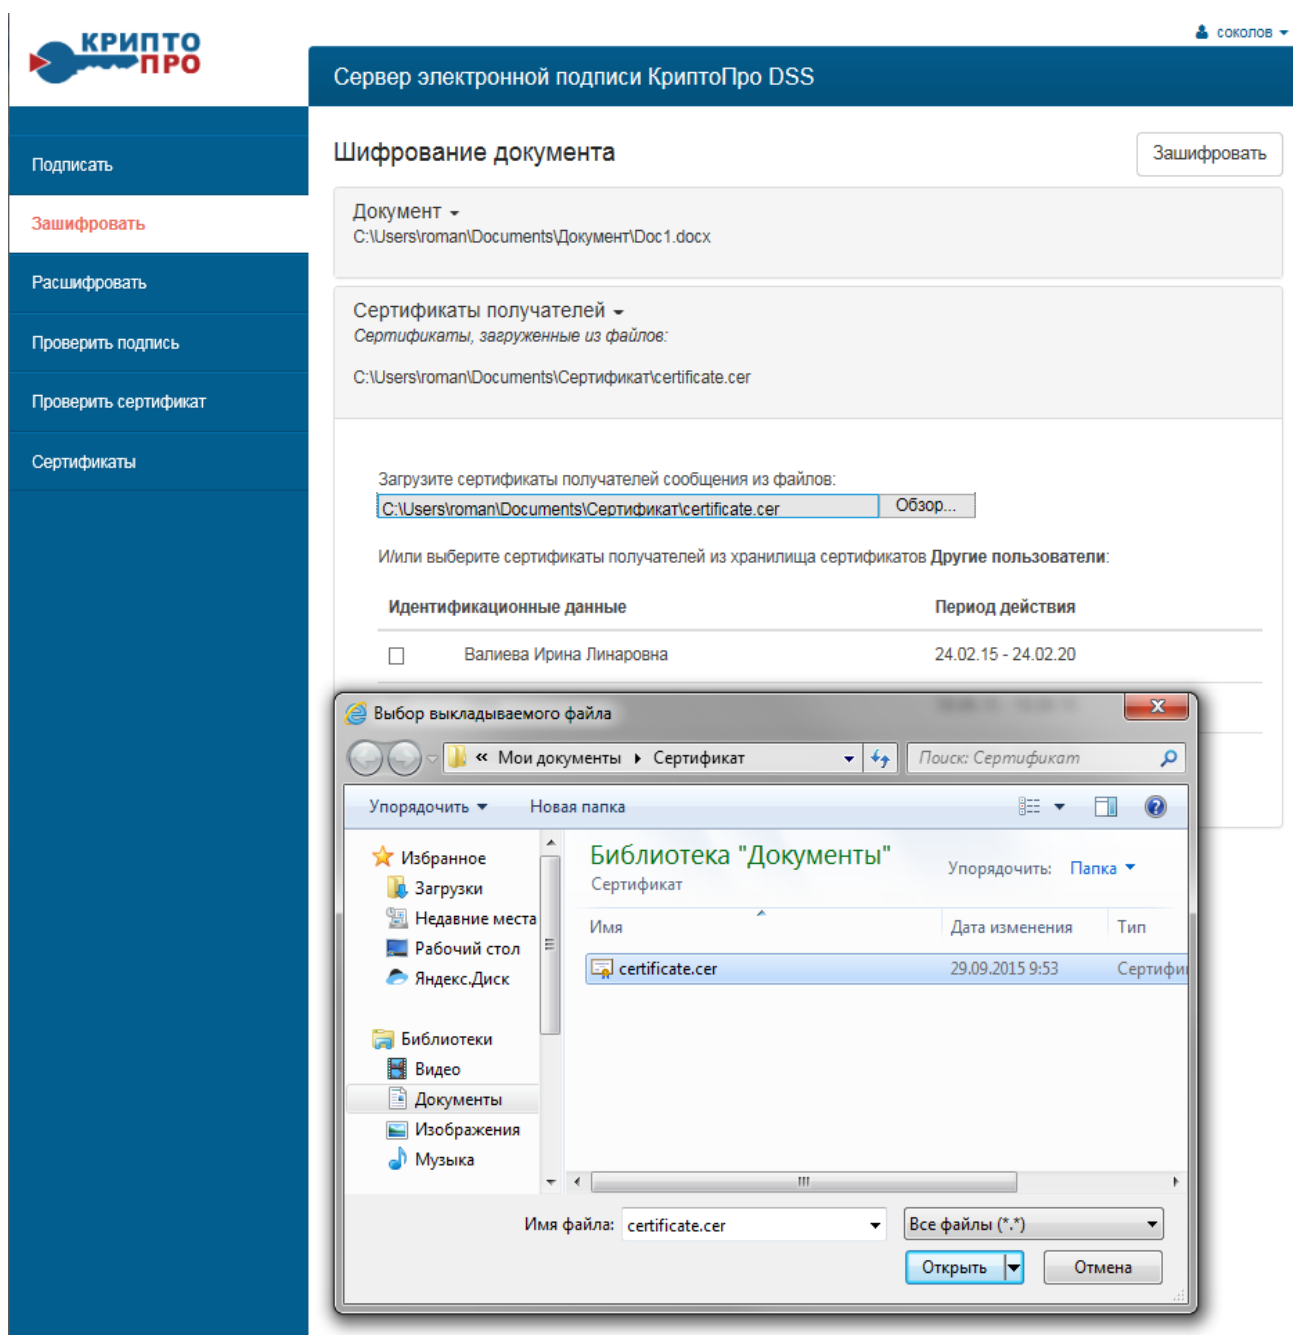 КРИПТО
ПРО
соколов
Сервер электронной подписи КриптоПро DSS
Подписать
Зашифровать
Расшифровать
Проверить подпись
Проверить сертификат
Сертификаты
Шифрование документа
Зашифровать
Документ
C:\Users\roman\Documents\Документ\Doc1.docx
Сертификаты получателей
Сертификаты, загруженные из файлов:
C:\Users\roman\Documents\Сертификат\certificate.cer
Загрузите сертификаты получателей сообщения из файлов:
C:\Users\roman\Documents\Сертификат\certificate.cer Обзор...
И/или выберите сертификаты получателей из хранилища сертификатов Другие пользователи:
Идентификационные данные Период действия
Валиева Ирина Линаровна 24.02.15 - 24.02.20
Выбор выкладываемого файла
« Мои документы Сертификат Поиск: Сертификат
Упорядочить Новая папка
Избранное
Загрузки
Недавние места
Рабочий стол
Яндекс.Диск
Библиотеки
Видео
Документы
Изображения
Музыка
Библиотека "Документы"
Сертификат
Упорядочить: Папка
Имя Дата изменения Тип
certificate.cer 29.09.2015 9:53 Сертифи
Имя файла: certificate.cer Все файлы (*.*)
Открыть Отмена